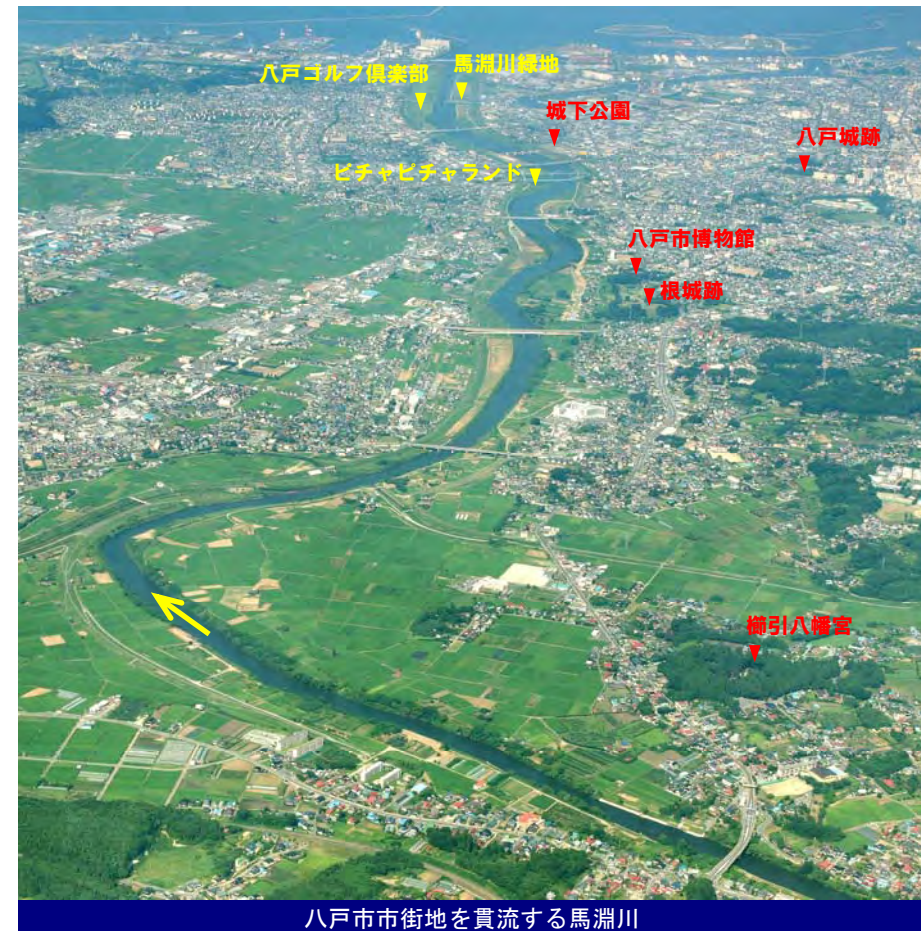 八戸ゴルフ倶楽部
馬淵川緑地
城下公園
八戸城跡
ピチャピチャランド
八戸市博物館
根城跡
櫛引八幡宮
八戸市市街地を貫流する馬淵川